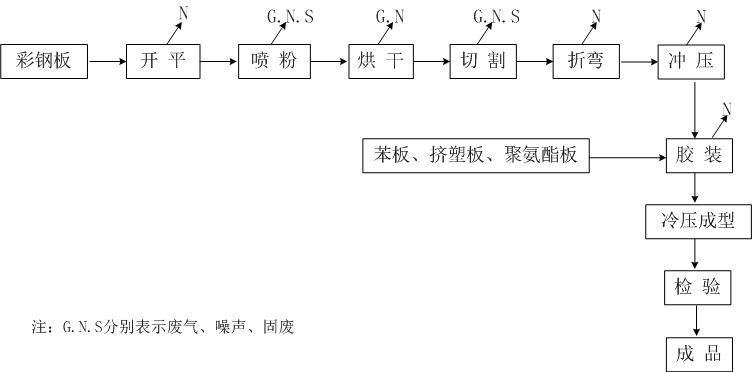 N G.N.S G.N G.N.S N N
彩钢板 开 平 喷 粉 烘 干 切 割 折弯 冲 压
N
苯板、挤塑板、聚氨酯板 胶 装
冷压成型
检 验
注: G.N.S分别表示废气、噪声、固废
成 品